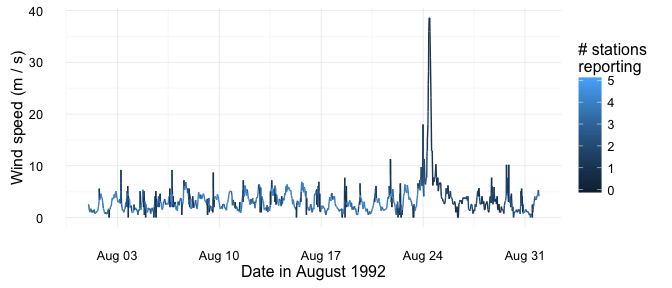 40
30
20
10
0
Wind speed (m / s)
Aug 03 Aug 10 Aug 17 Aug 24 Aug 31
Date in August 1992
# stations
reporting
5
4
3
2
1
0